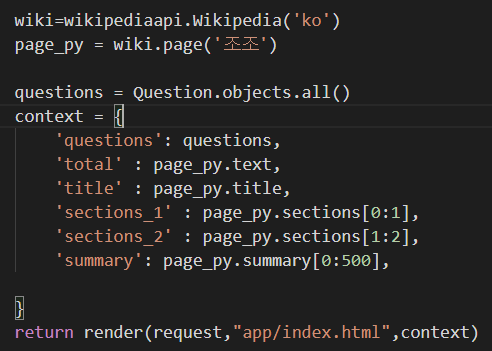 wiki=wikipediaapi.Wikipedia('ko')
page_py = wiki.page('조조')
questions = Question.objects.all()
context = {
'questions': questions,
'total' : page_py.text,
'title' : page_py.title,
'sections_1' : page_py.sections[0:1],
'sections_2' : page_py.sections[1:2],
'summary': page_py.summary[0:500],
}
return render(request,"app/index.html",context)